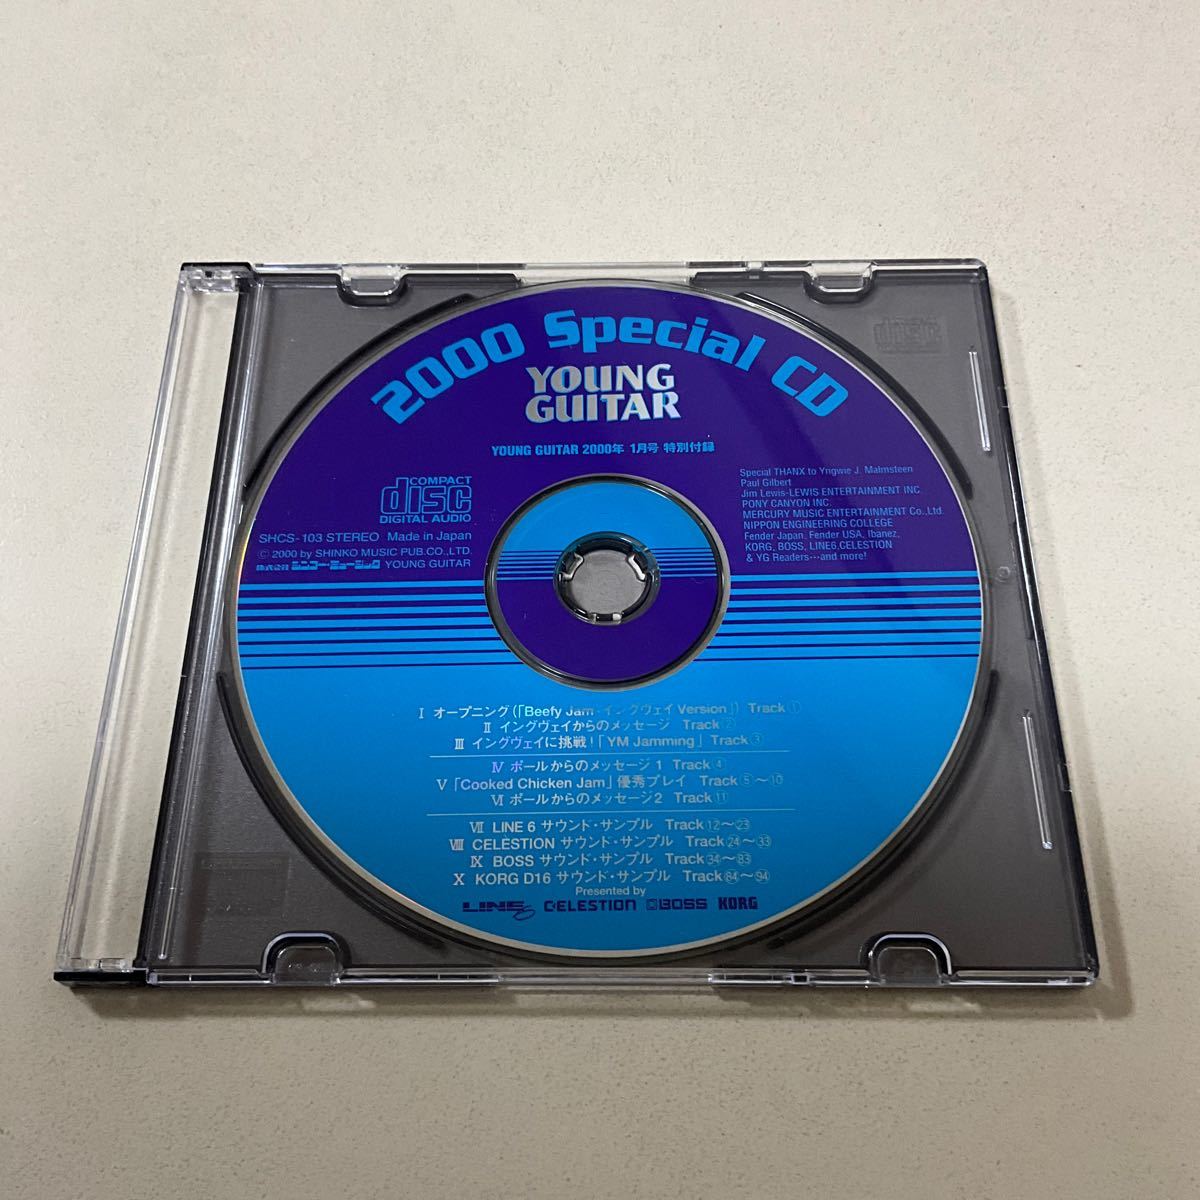 2000 Special CD
YOUNG
GUITAR
YOUNG GUITAR 2000年 1月号 特別付録
COMPACT
disc
DIGITAL AUDIO
SHCS-103 STEREO Made in Japan
© 2000 by SHINKO MUSIC PUB.CO.,LTD.
株式会社 シンコー・ミュージック YOUNG GUITAR
Special THANX to Yngwie J. Malmsteen
Paul Gilbert
Jim Lewis-LEWIS ENTERTAINMENT INC.
PONY CANYON INC.
MERCURY MUSIC ENTERTAINMENT Co.,Ltd.
NIPPON ENGINEERING COLLEGE
Fender Japan, Fender USA, Ibanez,
KORG, BOSS, LINE6,CELESTION
& YG Readers…and more!
Ⅰ オープニング(「Beefy Jam-イングヴェイ Version」) Track①
Ⅱ イングヴェイからのメッセージ Track②
Ⅲ イングヴェイに挑戦!「YM Jamming」Track③
Ⅳ ポールからのメッセージ 1 Track④
Ⅴ「Cooked Chicken Jam」優秀プレイ Track⑤〜⑩
Ⅵ ポールからのメッセージ2 Track⑪
Ⅶ LINE 6 サウンド・サンプル Track⑫〜㉓
Ⅷ CELESTION サウンド・サンプル Track㉔〜㉝
Ⅸ BOSS サウンド・サンプル Track㉞〜83
Ⅹ KORG D16 サウンド・サンプル Track84〜94
Presented by
LINE6 CELESTION BOSS KORG